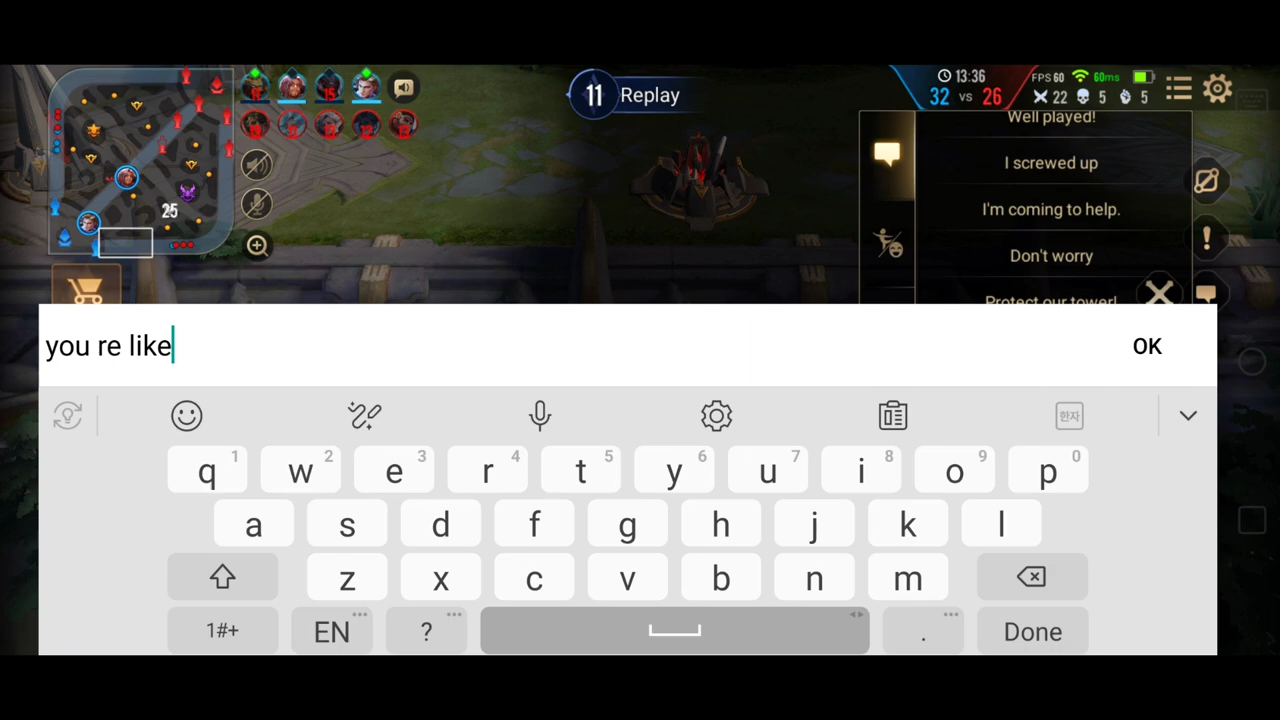 11 Replay
13:36
FPS 60
60ms
32 vs 26
22 5 5
25
Well played!
I screwed up
I'm coming to help.
Don't worry
Protect our tower!
you re like
OK
한자
q 1 w 2 e 3 r 4 t 5 y 6 u 7 i 8 o 9 p 0
a s d f g h j k l
z x c v b n m
1#+ EN ? . Done